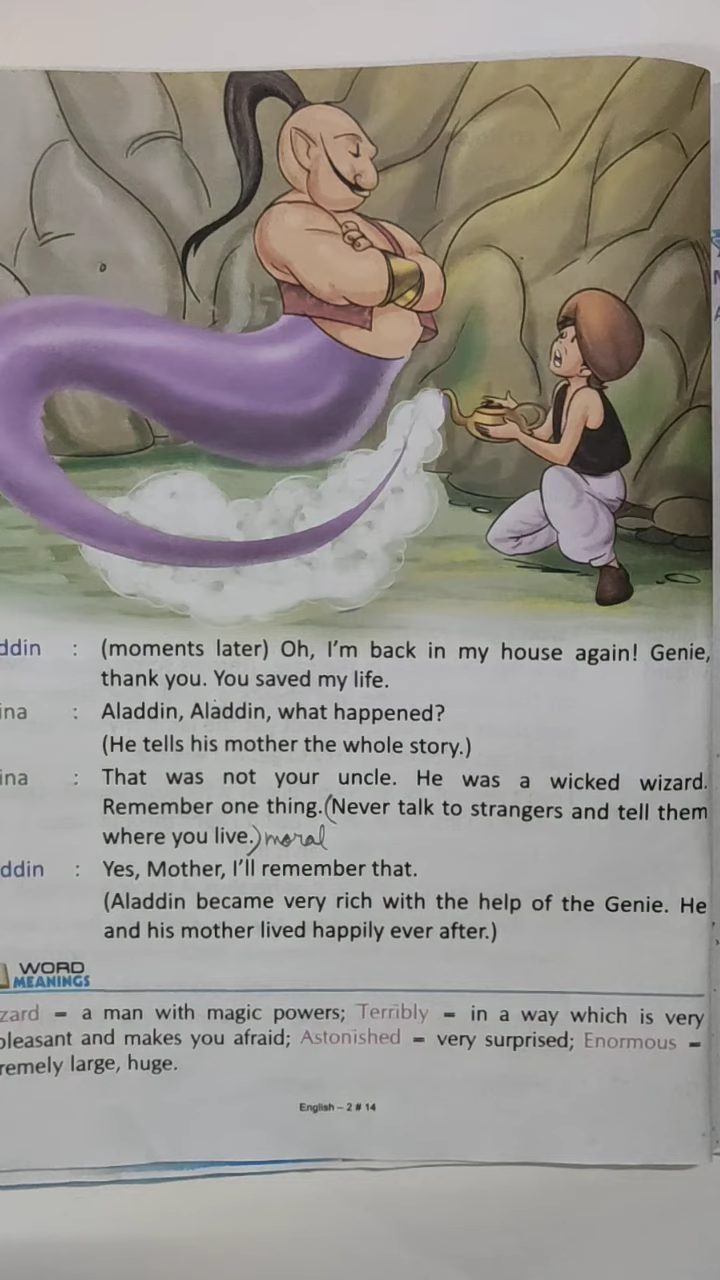 ddin : (moments later) Oh, I'm back in my house again! Genie,
thank you. You saved my life.
ina : Aladdin, Aladdin, what happened?
(He tells his mother the whole story.)
ina : That was not your uncle. He was a wicked wizard.
Remember one thing. (Never talk to strangers and tell them
where you live.) moral
ddin : Yes, Mother, I'll remember that.
(Aladdin became very rich with the help of the Genie. He
and his mother lived happily ever after.)
WORD
MEANINGS
zard = a man with magic powers; Terribly = in a way which is very
pleasant and makes you afraid; Astonished = very surprised; Enormous =
remely large, huge.
English – 2 # 14